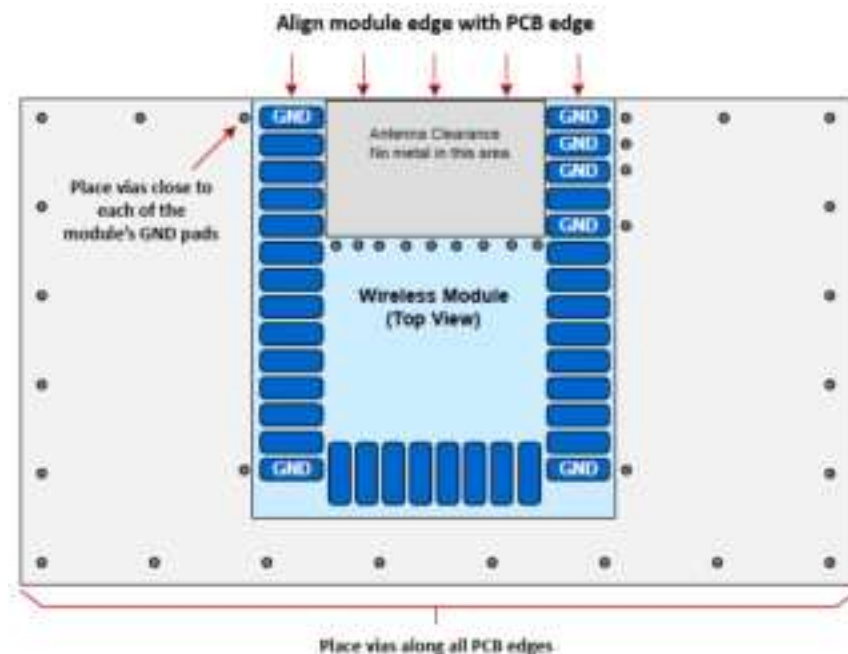 Align module edge with PCB edge
GND
GND
Antenna Clearance
No metal in this area
GND
GND
Place vias close to
each of the
module's GND pads
GND
Wireless Module
(Top View)
GND
GND
Place vias along all PCB edges